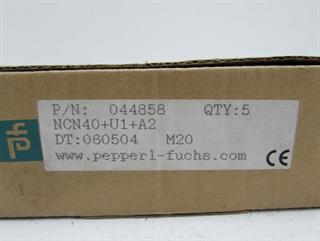 P/N: 044858 QTY:5
NCN40+U1+A2
DT:060504 M20
www.pepperl-fuchs.com CE